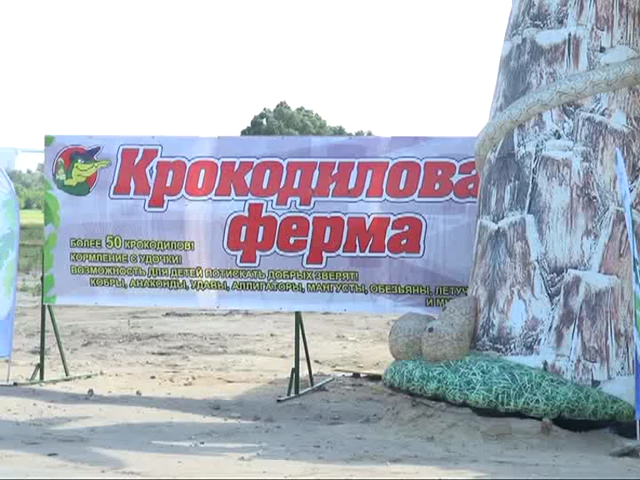 Крокодилова
ферма
БОЛЕЕ 50 КРОКОДИЛОВ!
КОРМЛЕНИЕ С УДОЧКИ!
ВОЗМОЖНОСТЬ ДЛЯ ДЕТЕЙ ПОТИСКАТЬ ДОБРЫХ ЗВЕРЯТ!
КОБРЫ, АНАКОНДЫ, УДАВЫ, АЛЛИГАТОРЫ, МАНГУСТЫ, ОБЕЗЬЯНЫ, ЛЕТУЧ
И